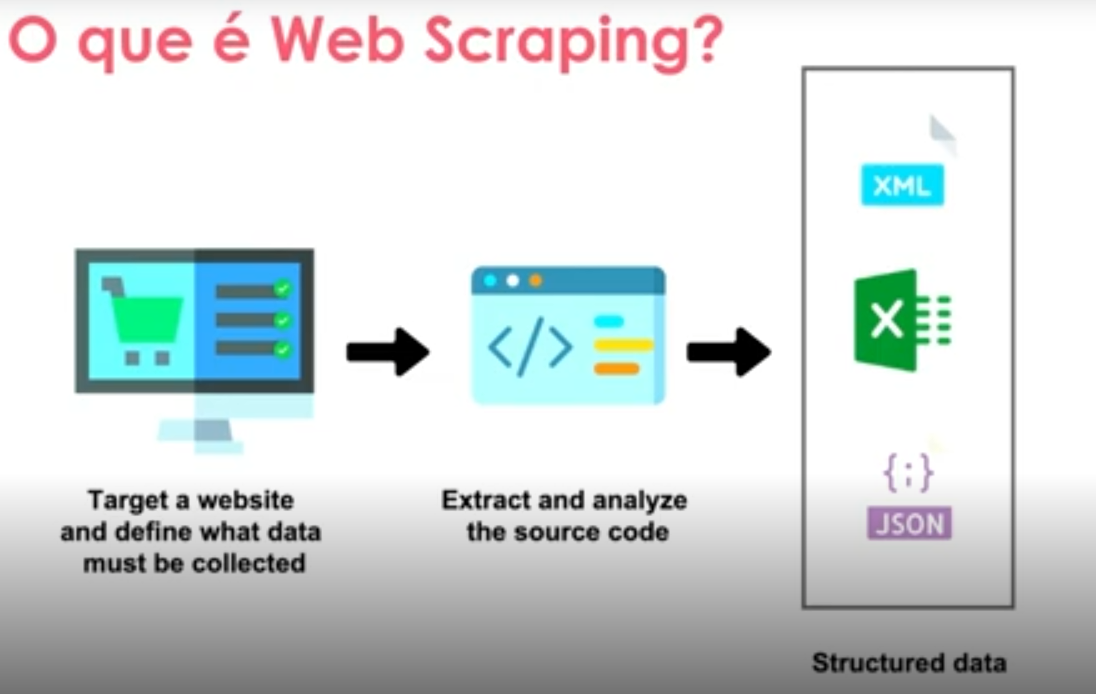 O que é Web Scraping?
Target a website
and define what data
must be collected
</>
Extract and analyze
the source code
XML
X
{;}
JSON
Structured data